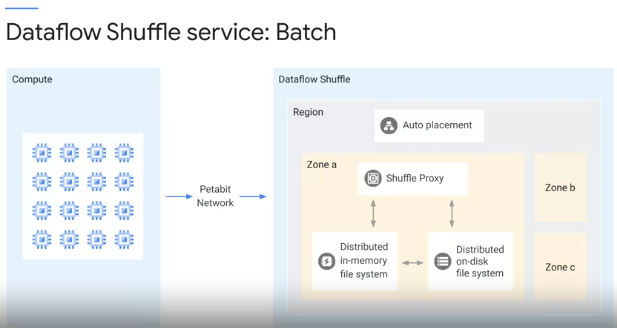 Dataflow Shuffle service: Batch
Compute
Petabit
Network
Dataflow Shuffle
Region
Auto placement
Zone a
Shuffle Proxy
Distributed
in-memory
file system
Distributed
on-disk
file system
Zone b
Zone c